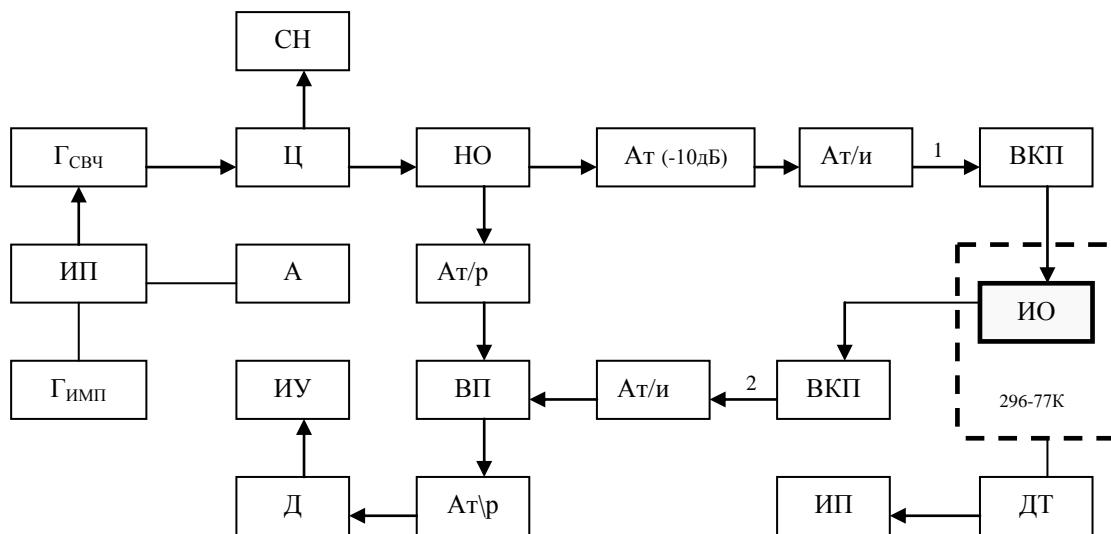 СН
ГСВЧ
Ц
НО
Ат (-10дБ)
Ат/и
1
ВКП
ИП
А
Ат/р
ИО
ГИМП
ИУ
ВП
Ат/и
2
ВКП
296-77К
Д
Ат\р
ИП
ДТ